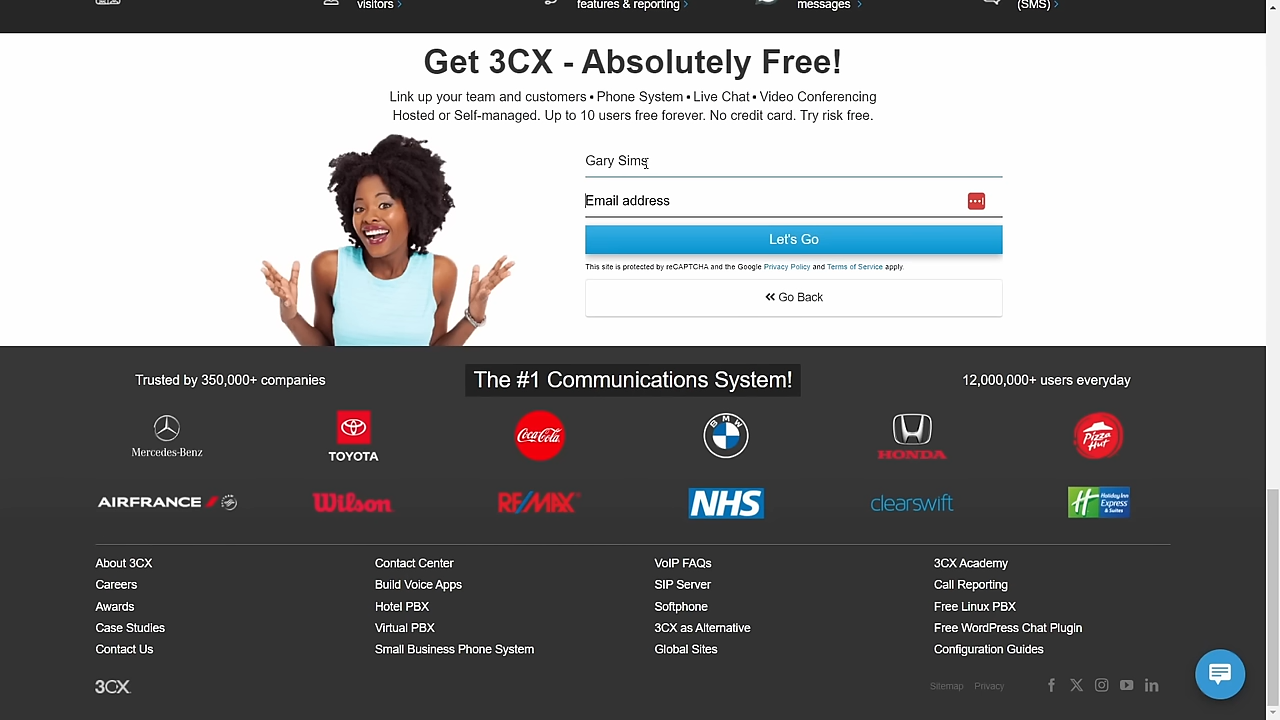 visitors ›
features & reporting ›
messages ›
(SMS) ›
Get 3CX - Absolutely Free!
Link up your team and customers • Phone System • Live Chat • Video Conferencing
Hosted or Self-managed. Up to 10 users free forever. No credit card. Try risk free.
Gary Sims
Email address
Let's Go
This site is protected by reCAPTCHA and the Google Privacy Policy and Terms of Service apply.
« Go Back
Trusted by 350,000+ companies
The #1 Communications System!
12,000,000+ users everyday
Mercedes-Benz
TOYOTA
Coca-Cola
BMW
HONDA
Pizza Hut
AIRFRANCE
Wilson
RE/MAX
NHS
clearswift
Holiday Inn Express & Suites
About 3CX
Contact Center
VoIP FAQs
3CX Academy
Careers
Build Voice Apps
SIP Server
Call Reporting
Awards
Hotel PBX
Softphone
Free Linux PBX
Case Studies
Virtual PBX
3CX as Alternative
Free WordPress Chat Plugin
Contact Us
Small Business Phone System
Global Sites
Configuration Guides
3CX
Sitemap
Privacy